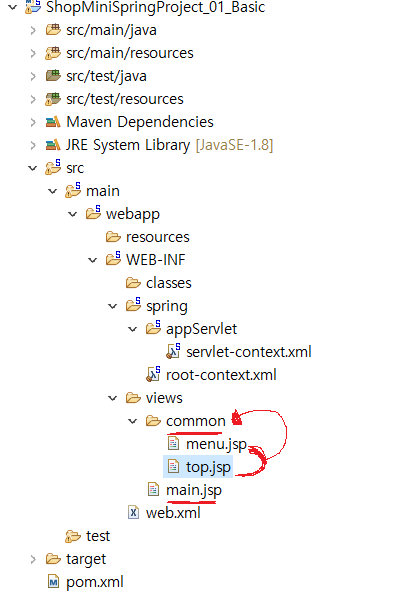 ShopMiniSpringProject_01_Basic
src/main/java
src/main/resources
src/test/java
src/test/resources
Maven Dependencies
JRE System Library [JavaSE-1.8]
src
main
webapp
resources
WEB-INF
classes
spring
appServlet
servlet-context.xml
root-context.xml
views
common
menu.jsp
top.jsp
main.jsp
web.xml
test
target
pom.xml